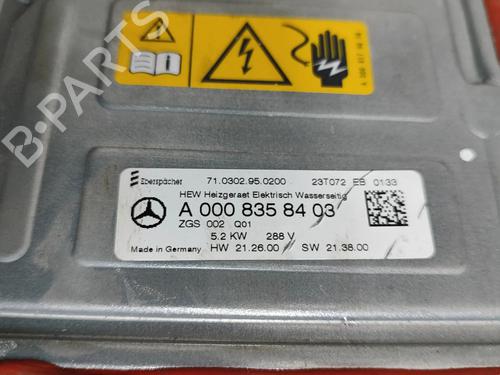 Eberspächer 71.0302.95.0200 23T072 EB 0133
HEW Heizgeraet Elektrisch Wasserseitig
A 000 835 84 03
ZGS 002 Q01
5.2 KW 288 V
Made in Germany HW 21.26.00 SW 21.38.00
B-PARTS